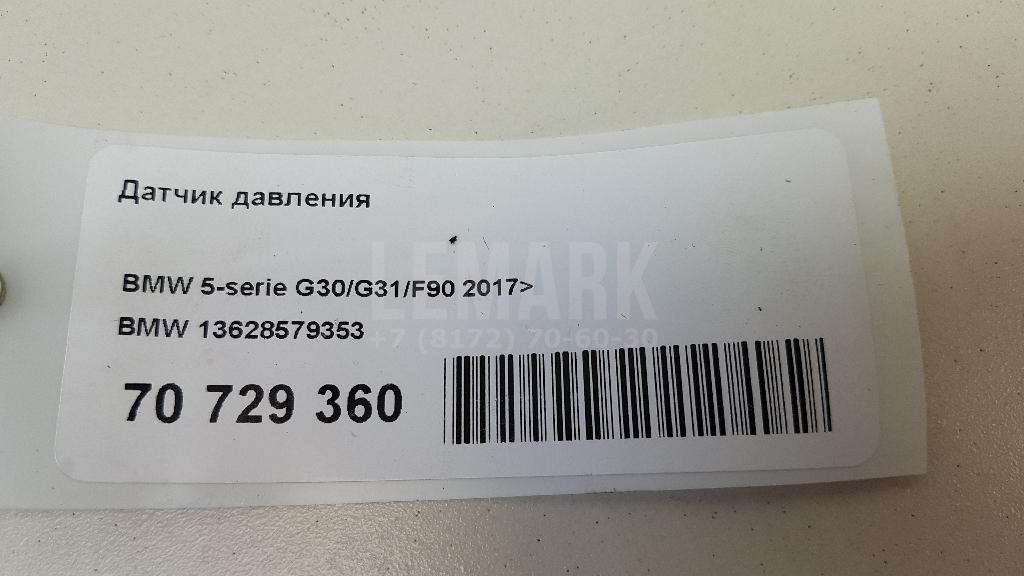 Датчик давления
LEMARK
BMW 5-serie G30/G31/F90 2017>
BMW 13628579353
+7 (8172) 70-60-30
70 729 360